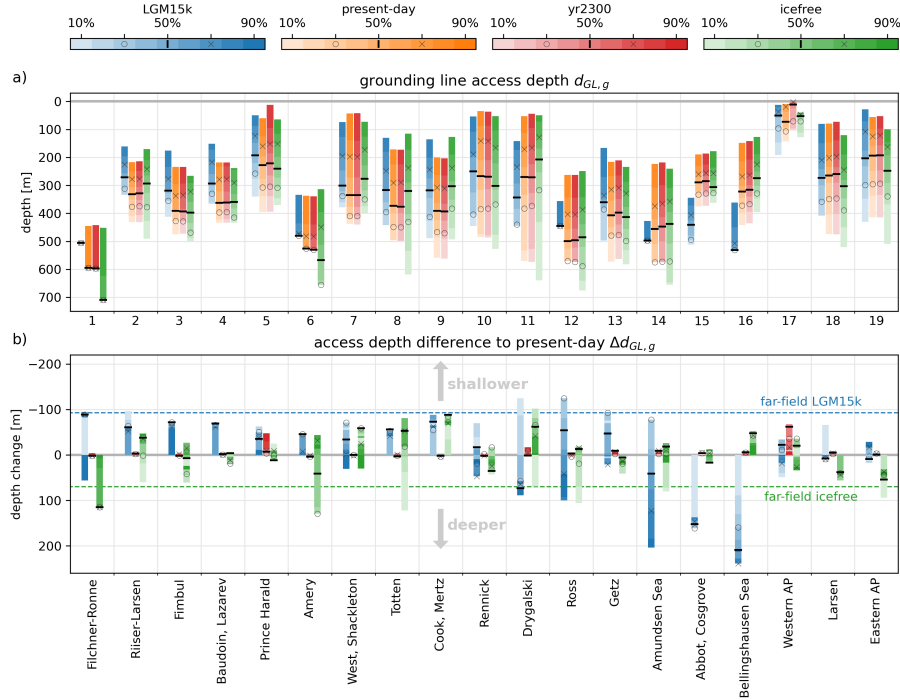 LGM15k present-day yr2300 icefree
10% 50% 90% 10% 50% 90% 10% 50% 90% 10% 50% 90%
a)
grounding line access depth d_{GL,g}
depth [m]
0
100
200
300
400
500
600
700
1 2 3 4 5 6 7 8 9 10 11 12 13 14 15 16 17 18 19
b)
access depth difference to present-day Δd_{GL,g}
depth change [m]
−200
−100
0
100
200
shallower
far-field LGM15k
far-field icefree
deeper
Filchner-Ronne
Riiser-Larsen
Fimbul
Baudoin, Lazarev
Prince Harald
Amery
West, Shackleton
Totten
Cook, Mertz
Rennick
Drygalski
Ross
Getz
Amundsen Sea
Abbot, Cosgrove
Bellingshausen Sea
Western AP
Larsen
Eastern AP